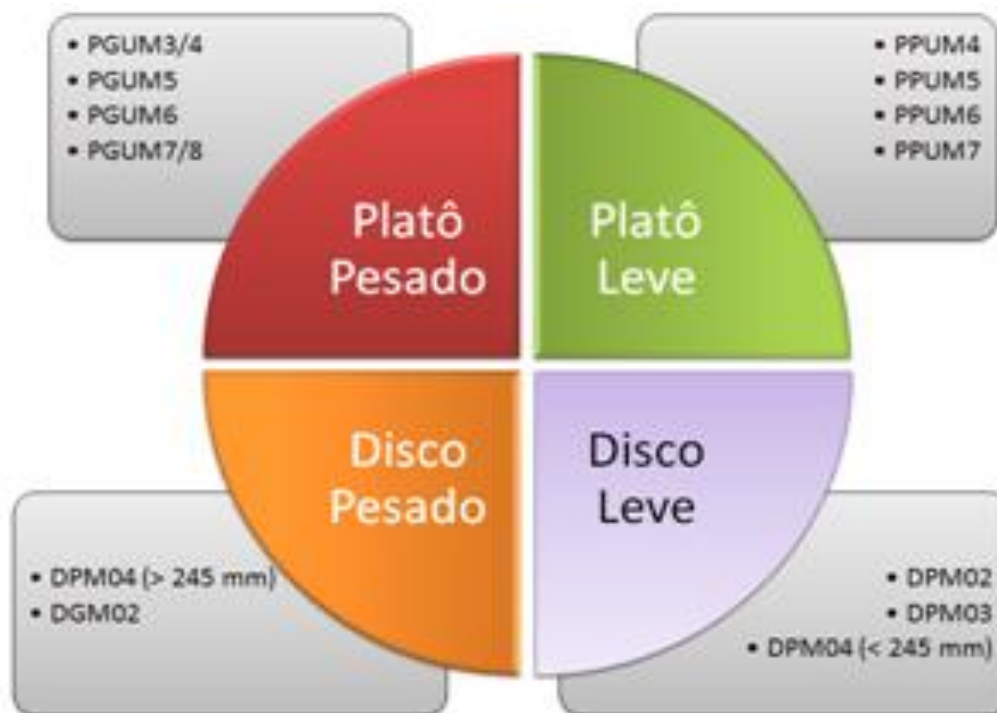 • PGUM3/4
• PGUM5
• PGUM6
• PGUM7/8
• PPUM4
• PPUM5
• PPUM6
• PPUM7
Platô
Pesado
Platô
Leve
Disco
Pesado
Disco
Leve
• DPM04 (> 245 mm)
• DGM02
• DPM02
• DPM03
• DPM04 (< 245 mm)